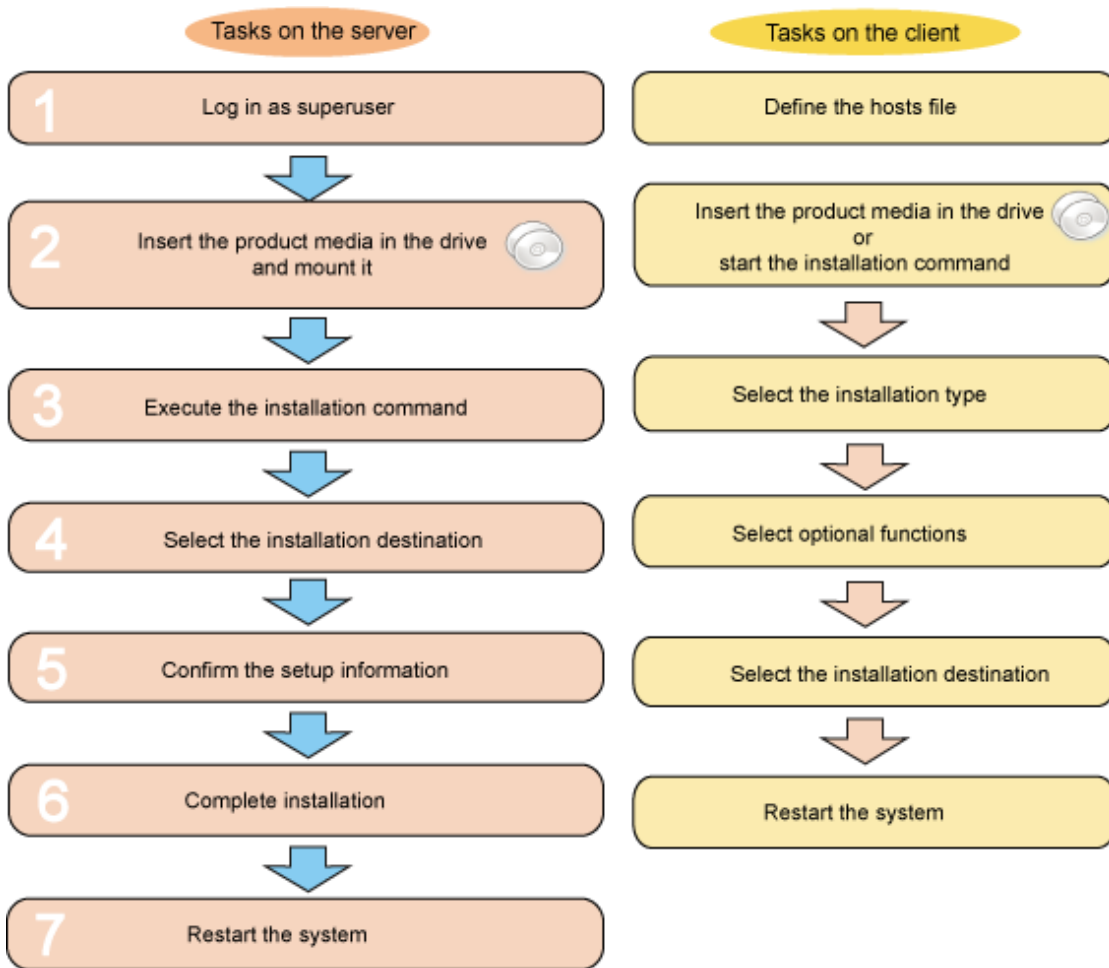 Tasks on the server
1
Log in as superuser
2
Insert the product media in the drive
and mount it
3
Execute the installation command
4
Select the installation destination
5
Confirm the setup information
6
Complete installation
7
Restart the system
Tasks on the client
Define the hosts file
Insert the product media in the drive
or
start the installation command
Select the installation type
Select optional functions
Select the installation destination
Restart the system